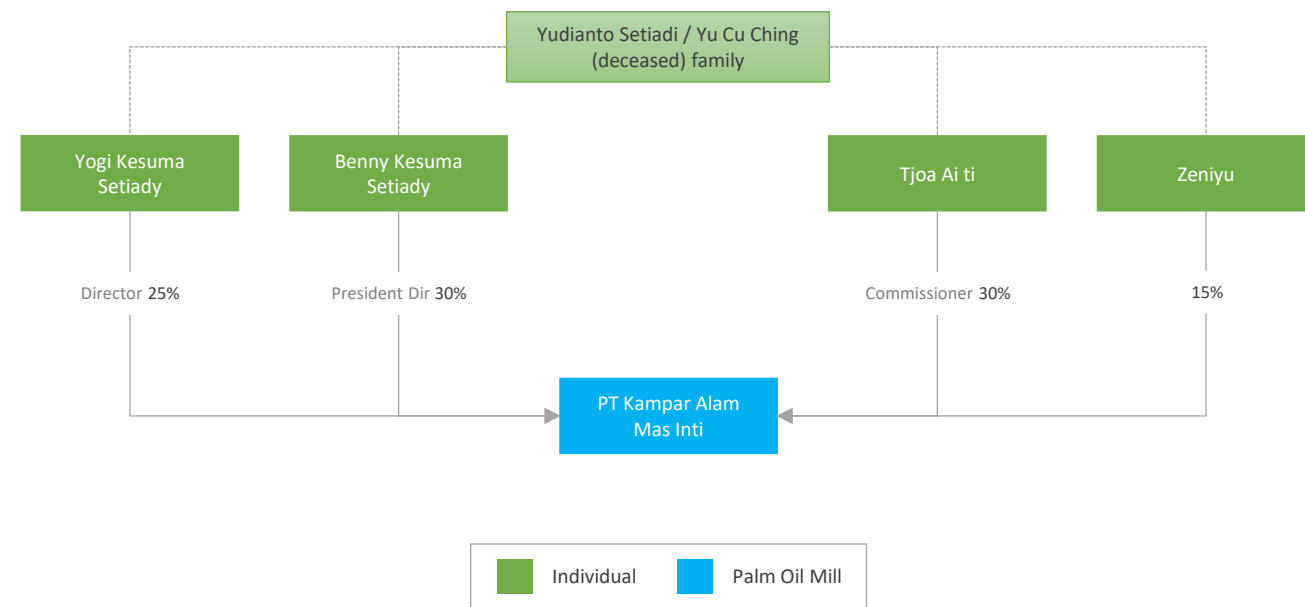 Yudianto Setiadi / Yu Cu Ching
(deceased) family
Yogi Kesuma
Setiady
Benny Kesuma
Setiady
Tjoa Ai ti
Zeniyu
Director 25%
President Dir 30%
Commissioner 30%
15%
PT Kampar Alam
Mas Inti
Individual
Palm Oil Mill